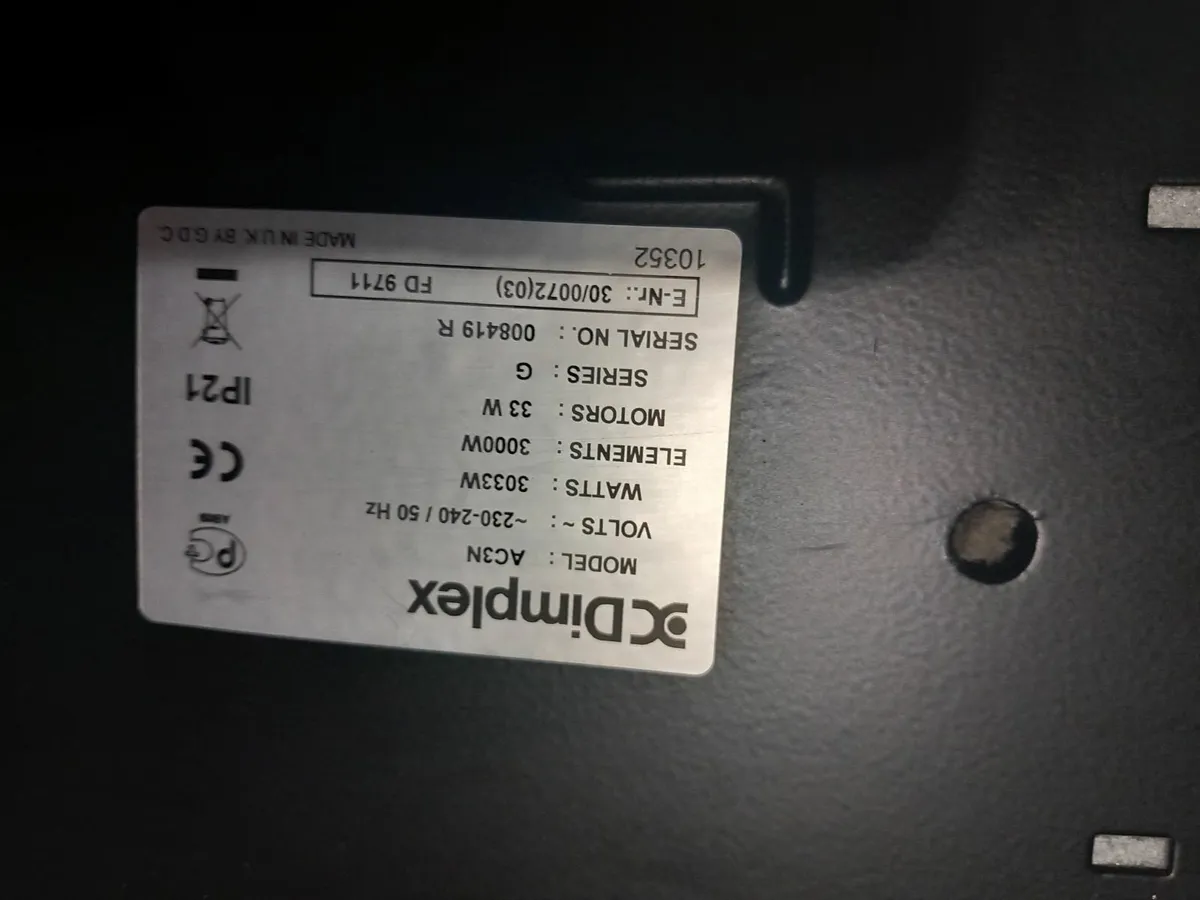 Dimplex
MODEL : AC3N
VOLTS ~ : ~230-240 / 50 Hz
WATTS : 3033W
ELEMENTS : 3000W
MOTORS : 33 W
SERIES : G
SERIAL NO. : 008419 R
E-Nr.: 30/0072(03) FD 9711
10352
MADE IN U.K. BY G.D.C.
CE
IP21